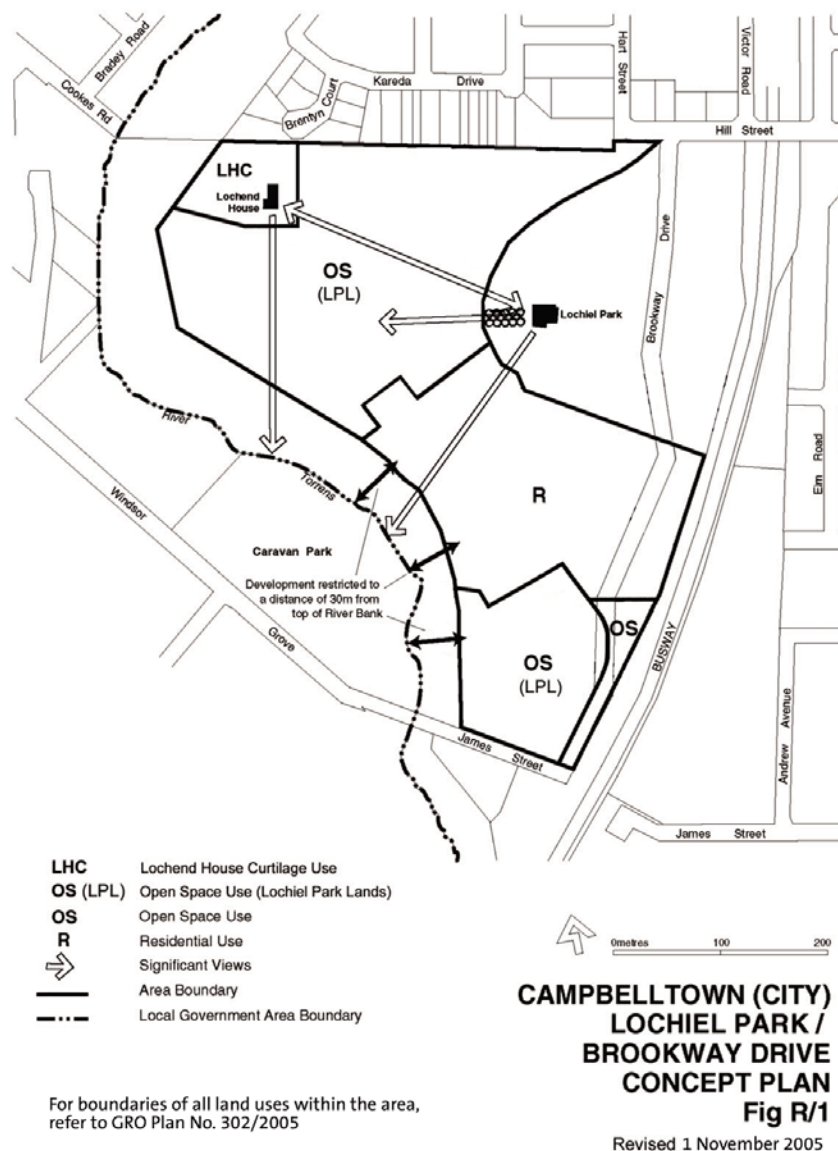 Bradey Road
Cookes Rd
Brentyn Court
Kareda Drive
Hart Street
Victor Road
Hill Street
LHC
Lochend
House
OS
(LPL)
Lochiel Park
Brookway Drive
Elm Road
River Torrens
Windsor Grove
R
Caravan Park
Development restricted to
a distance of 30m from
top of River Bank
OS
OS
(LPL)
BUSWAY
Andrew Avenue
James Street
James Street
LHC Lochend House Curtilage Use
OS (LPL) Open Space Use (Lochiel Park Lands)
OS Open Space Use
R Residential Use
Significant Views
Area Boundary
Local Government Area Boundary
0metres 100 200
CAMPBELLTOWN (CITY)
LOCHIEL PARK /
BROOKWAY DRIVE
CONCEPT PLAN
Fig R/1
For boundaries of all land uses within the area,
refer to GRO Plan No. 302/2005
Revised 1 November 2005